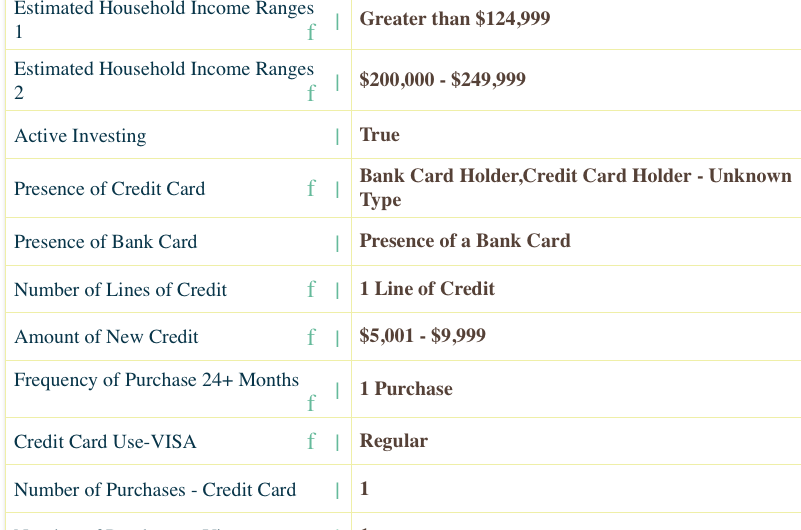 Estimated Household Income Ranges
1 f | Greater than $124,999
Estimated Household Income Ranges
2 f | $200,000 - $249,999
Active Investing | True
Presence of Credit Card f | Bank Card Holder,Credit Card Holder - Unknown
Type
Presence of Bank Card | Presence of a Bank Card
Number of Lines of Credit f | 1 Line of Credit
Amount of New Credit f | $5,001 - $9,999
Frequency of Purchase 24+ Months
f | 1 Purchase
Credit Card Use-VISA f | Regular
Number of Purchases - Credit Card | 1